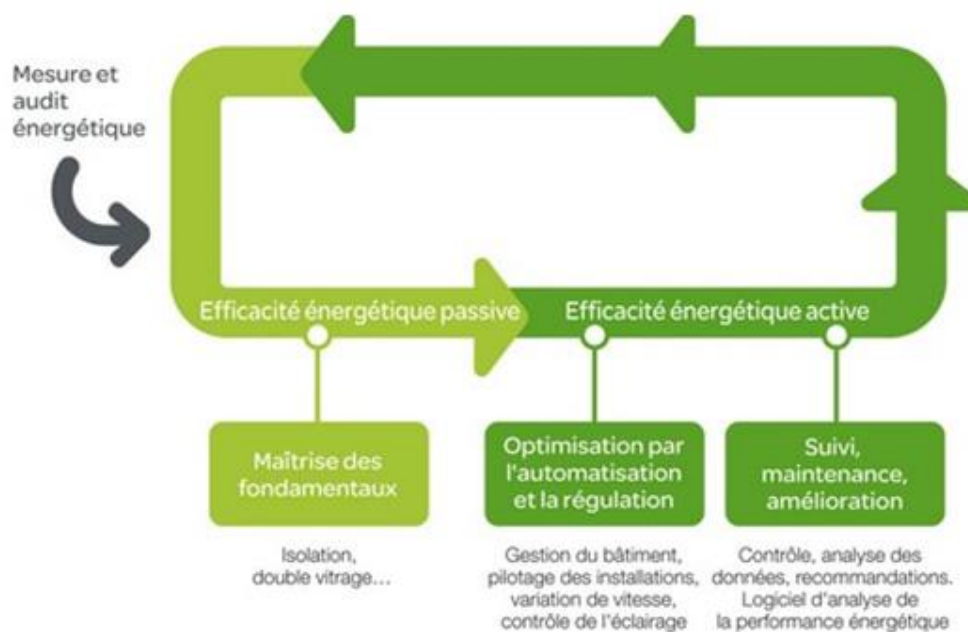 Mesure et
audit
énergétique
Efficacité énergétique passive
Efficacité énergétique active
Maîtrise des
fondamentaux
Isolation,
double vitrage...
Optimisation par
l'automatisation
et la régulation
Gestion du bâtiment,
pilotage des installations,
variation de vitesse,
contrôle de l'éclairage
Suivi,
maintenance,
amélioration
Contrôle, analyse des
données, recommandations.
Logiciel d'analyse de
la performance énergétique